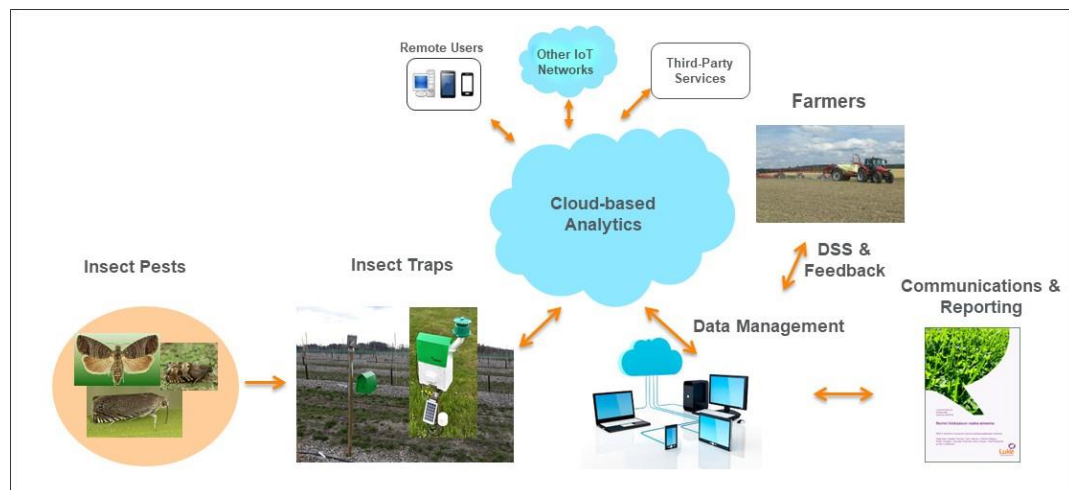 Remote Users
Other IoT
Networks
Third-Party
Services
Farmers
Cloud-based
Analytics
DSS &
Feedback
Insect Pests
Insect Traps
Communications &
Reporting
Data Management
Luke